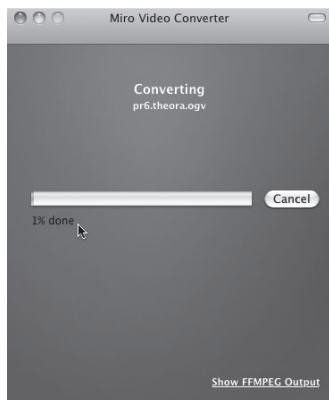 Miro Video Converter
Converting
pr6.theora.ogv
Cancel
1% done
Show FFMPEG Output